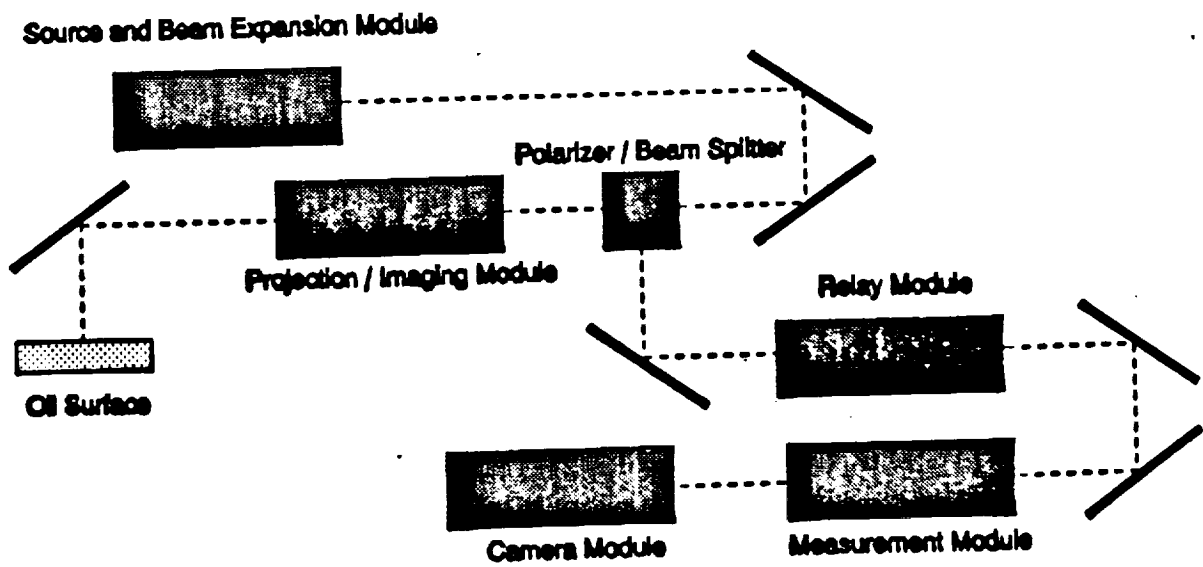 Source and Beam Expansion Module
Polarizer / Beam Splitter
Projection / Imaging Module
Relay Module
Oil Surface
Camera Module
Measurement Module